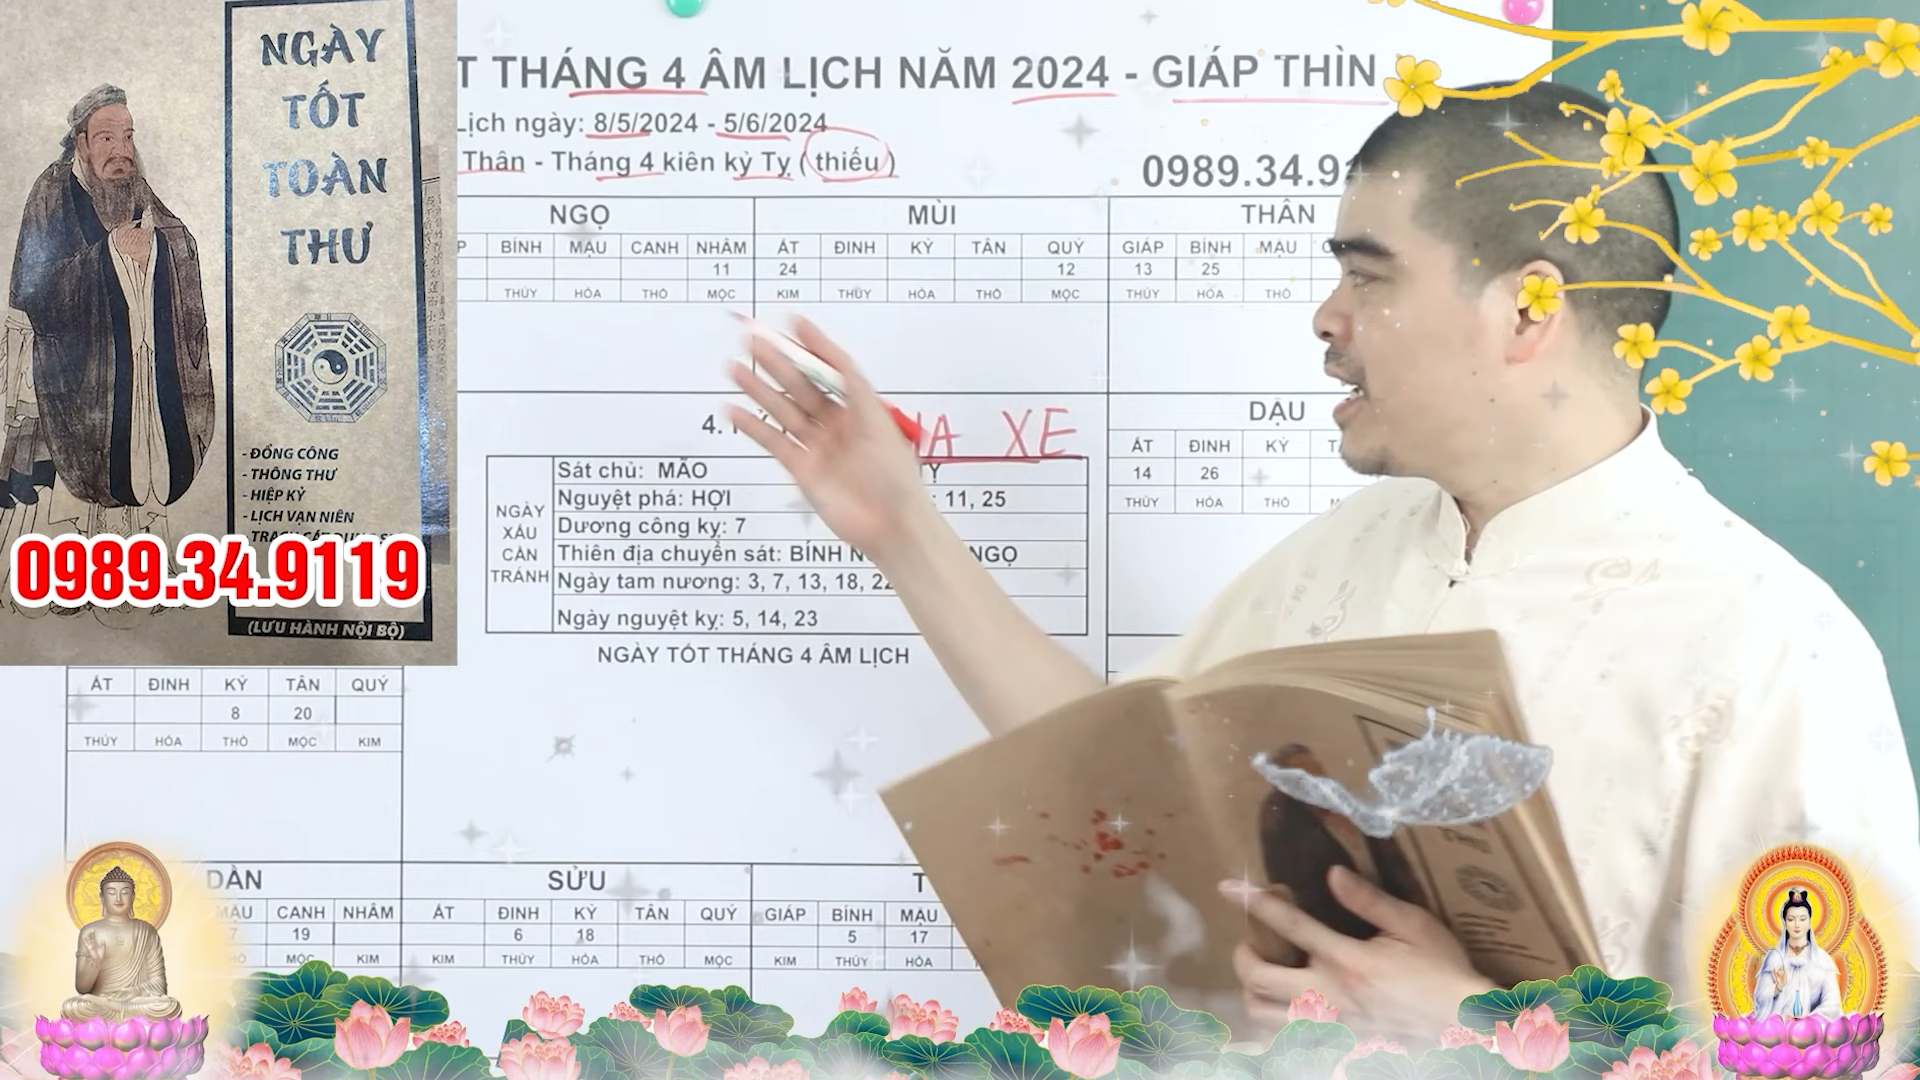 NGÀY
TỐT
TOÀN
THƯ
- ĐỔNG CÔNG
- THÔNG THƯ
- HIỆP KỶ
- LỊCH VẠN NIÊN
0989.34.9119
(LƯU HÀNH NỘI BỘ)
T THÁNG 4 ÂM LỊCH NĂM 2024 - GIÁP THÌN
Lịch ngày: 8/5/2024 - 5/6/2024
Thân - Tháng 4 kiên kỷ Tỵ ( thiếu )
0989.34.9
NGỌ MÙI THÂN
BÍNH MẬU CANH NHÂM ẤT ĐINH KỶ TÂN QUÝ GIÁP BÍNH MẬU
11 24 12 13 25
THỦY HỎA THỔ MỘC KIM THỦY HỎA THỔ MỘC THỦY HỎA THỔ
4. XE
DẬU
ẤT ĐINH KỶ
14 26
THỦY HỎA THỔ
NGÀY
XẤU
CẦN
TRÁNH
Sát chủ: MÃO
Nguyệt phá: HỢI : 11, 25
Dương công kỵ: 7
Thiên địa chuyển sát: BÍNH NGỌ
Ngày tam nương: 3, 7, 13, 18, 22
Ngày nguyệt kỵ: 5, 14, 23
NGÀY TỐT THÁNG 4 ÂM LỊCH
ẤT ĐINH KỶ TÂN QUÝ
8 20
THỦY HỎA THỔ MỘC KIM
DẦN SỬU T
MẬU CANH NHÂM ẤT ĐINH KỶ TÂN QUÝ GIÁP BÍNH MẬU
7 19 6 18 5 17
MỘC KIM KIM THỦY HỎA THỔ MỘC KIM THỦY HỎA